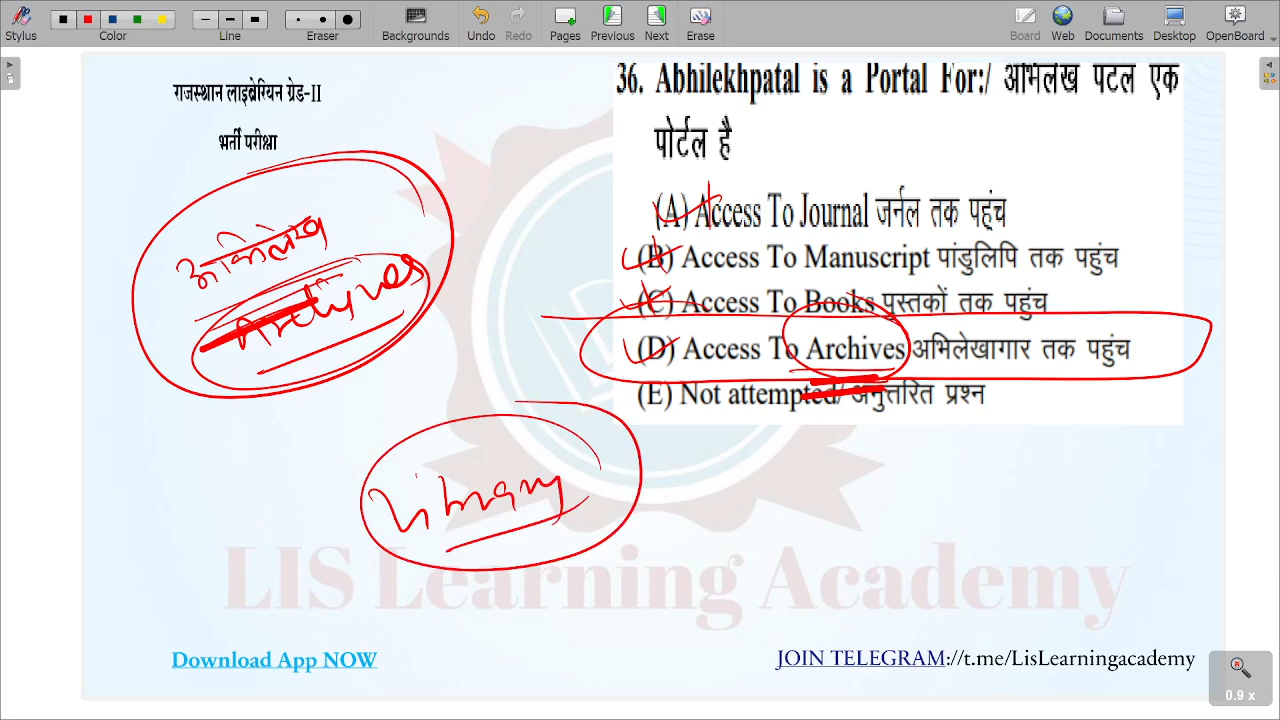 Stylus
Color
Line
Eraser
Backgrounds
Undo
Redo
Pages
Previous
Next
Erase
Board
Web
Documents
Desktop
OpenBoard
राजस्थान लाइब्रेरियन ग्रेड-II
भर्ती परीक्षा
अभिलेख
Archives
Library
36. Abhilekhpatal is a Portal For:/ अभिलेख पटल एक
पोर्टल है
(A) Access To Journal जर्नल तक पहुंच
(B) Access To Manuscript पांडुलिपि तक पहुंच
(C) Access To Books पुस्तकों तक पहुंच
(D) Access To Archives अभिलेखागार तक पहुंच
(E) Not attempted/ अनुत्तरित प्रश्न
LIS Learning Academy
Download App NOW
JOIN TELEGRAM://t.me/LisLearningacademy
0.9 x